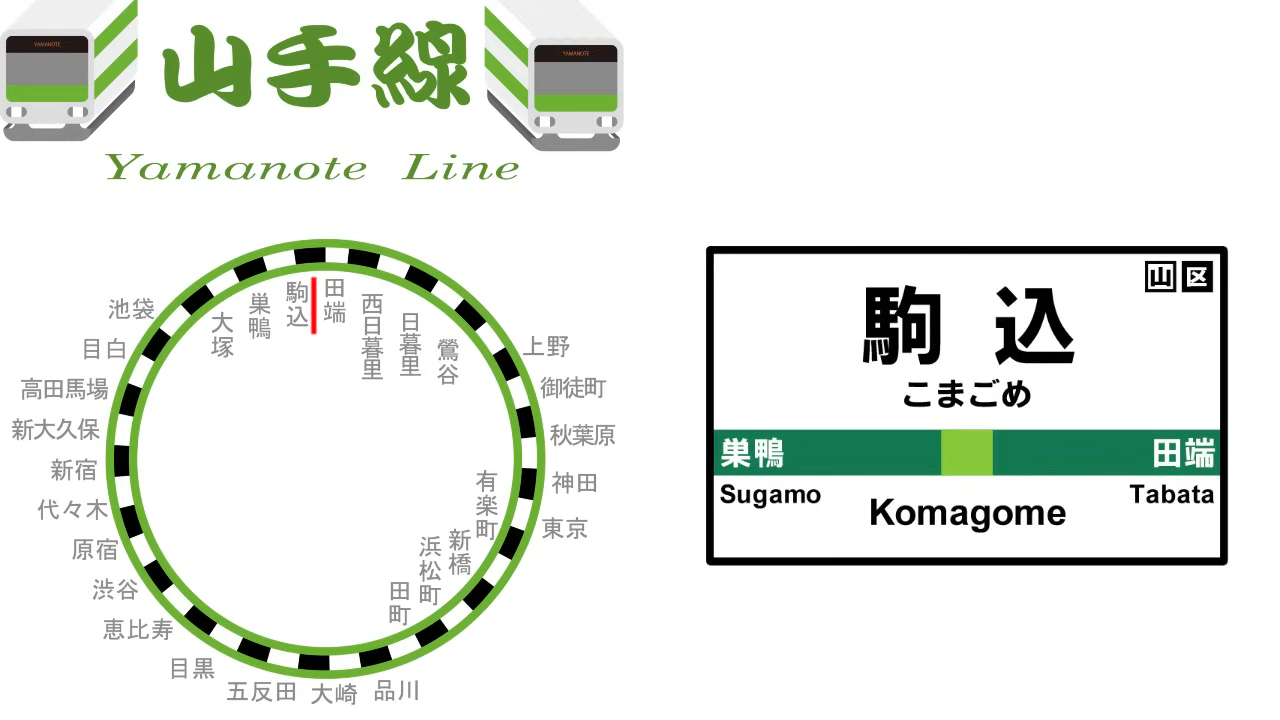 YAMANOTE
山手線
YAMANOTE
Yamanote Line
池袋
目白
高田馬場
新大久保
新宿
代々木
原宿
渋谷
恵比寿
目黒
五反田
大崎
品川
田町
浜松町
新橋
有楽町
東京
神田
秋葉原
御徒町
上野
鶯谷
日暮里
西日暮里
田端
駒込
巣鴨
大塚
山区
駒込
こまごめ
巣鴨
田端
Sugamo
Komagome
Tabata